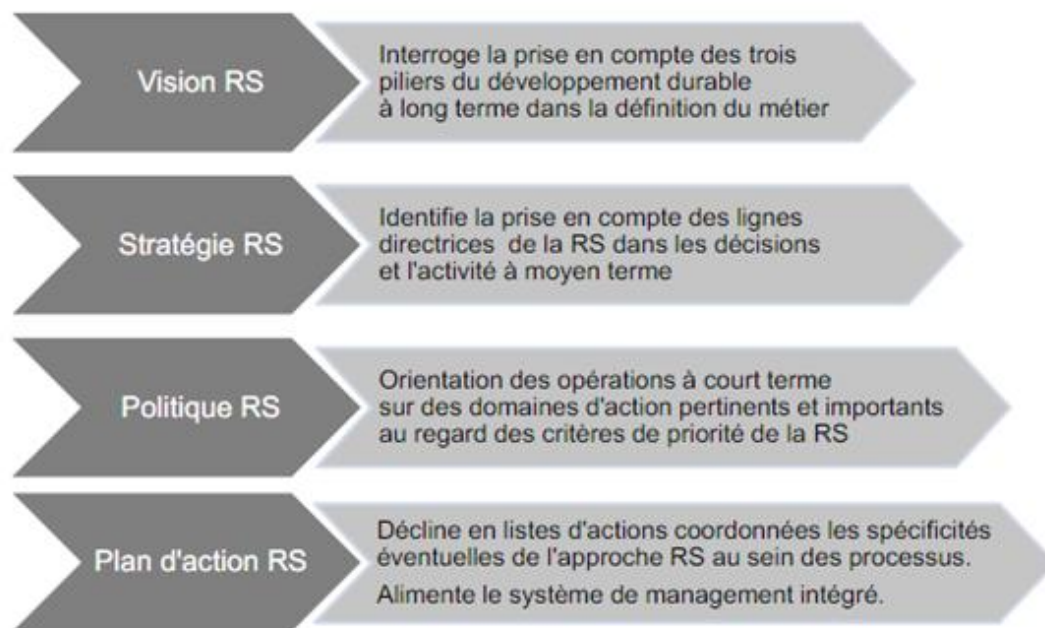 Vision RS
Interroge la prise en compte des trois
piliers du développement durable
à long terme dans la définition du métier
Stratégie RS
Identifie la prise en compte des lignes
directrices de la RS dans les décisions
et l'activité à moyen terme
Politique RS
Orientation des opérations à court terme
sur des domaines d'action pertinents et importants
au regard des critères de priorité de la RS
Plan d'action RS
Décline en listes d'actions coordonnées les spécificités
éventuelles de l'approche RS au sein des processus.
Alimente le système de management intégré.